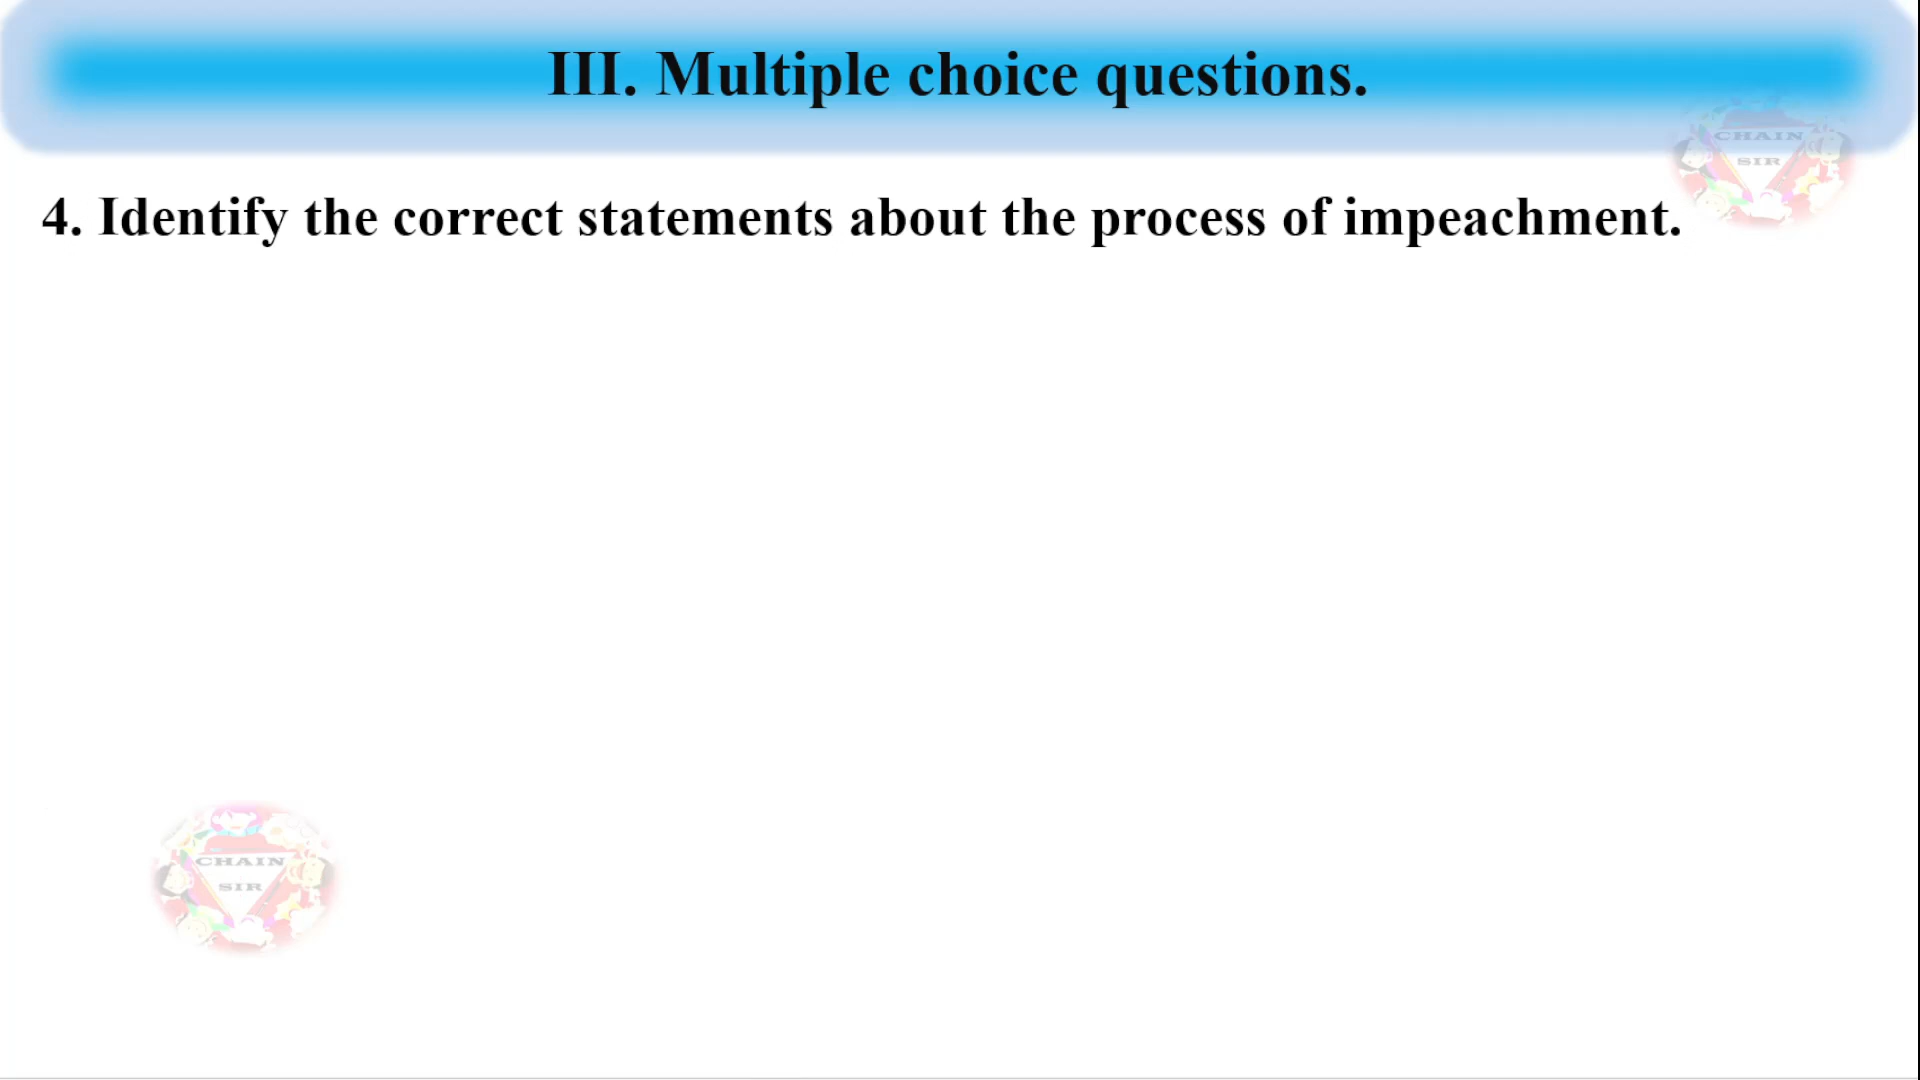 III. Multiple choice questions.
CHAIN
SIR
4. Identify the correct statements about the process of impeachment.
CHAIN
SIR